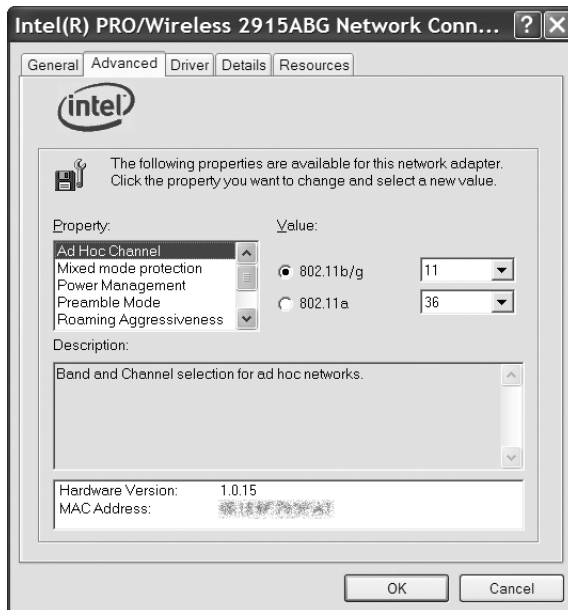 Intel(R) PRO/Wireless 2915ABG Network Conn...
General Advanced Driver Details Resources
intel
The following properties are available for this network adapter.
Click the property you want to change and select a new value.
Property:
Value:
Ad Hoc Channel
Mixed mode protection
Power Management
Preamble Mode
Roaming Aggressiveness
802.11b/g 11
802.11a 36
Description:
Band and Channel selection for ad hoc networks.
Hardware Version: 1.0.15
MAC Address:
OK Cancel